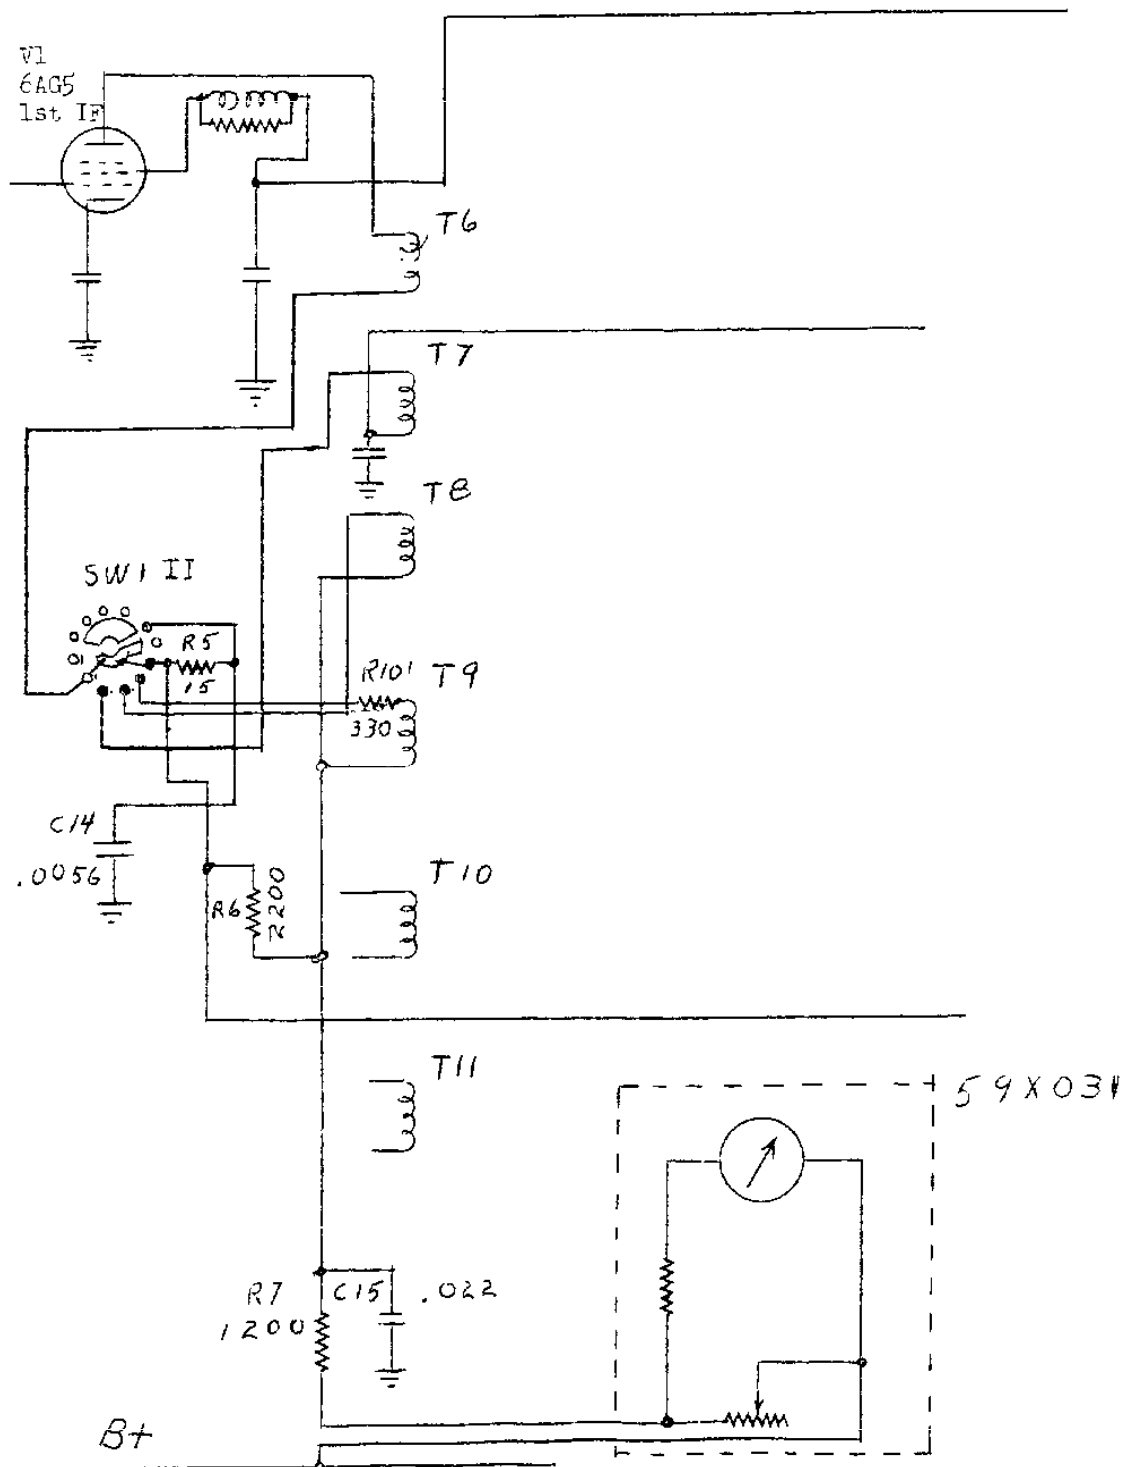 V1
6AG5
1st IF
T6
T7
T8
SW1 II
R5
15
R101
T9
330
C14
.0056
T10
R6
2200
T11
59X031
R7
C15
.022
1200
B+